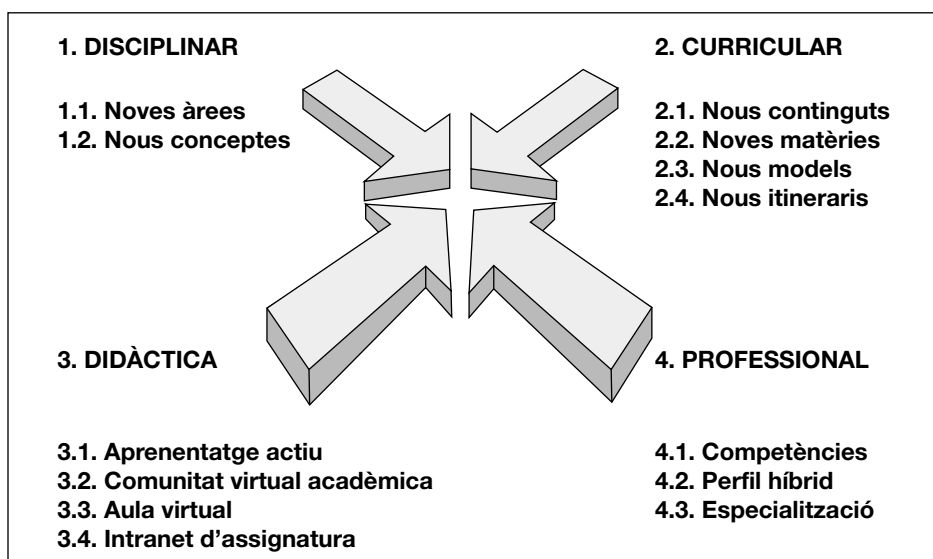 1. DISCIPLINAR
1.1. Noves àrees
1.2. Nous conceptes
2. CURRICULAR
2.1. Nous continguts
2.2. Noves matèries
2.3. Nous models
2.4. Nous itineraris
3. DIDÀCTICA
3.1. Aprenentatge actiu
3.2. Comunitat virtual acadèmica
3.3. Aula virtual
3.4. Intranet d’assignatura
4. PROFESSIONAL
4.1. Competències
4.2. Perfil híbrid
4.3. Especialització